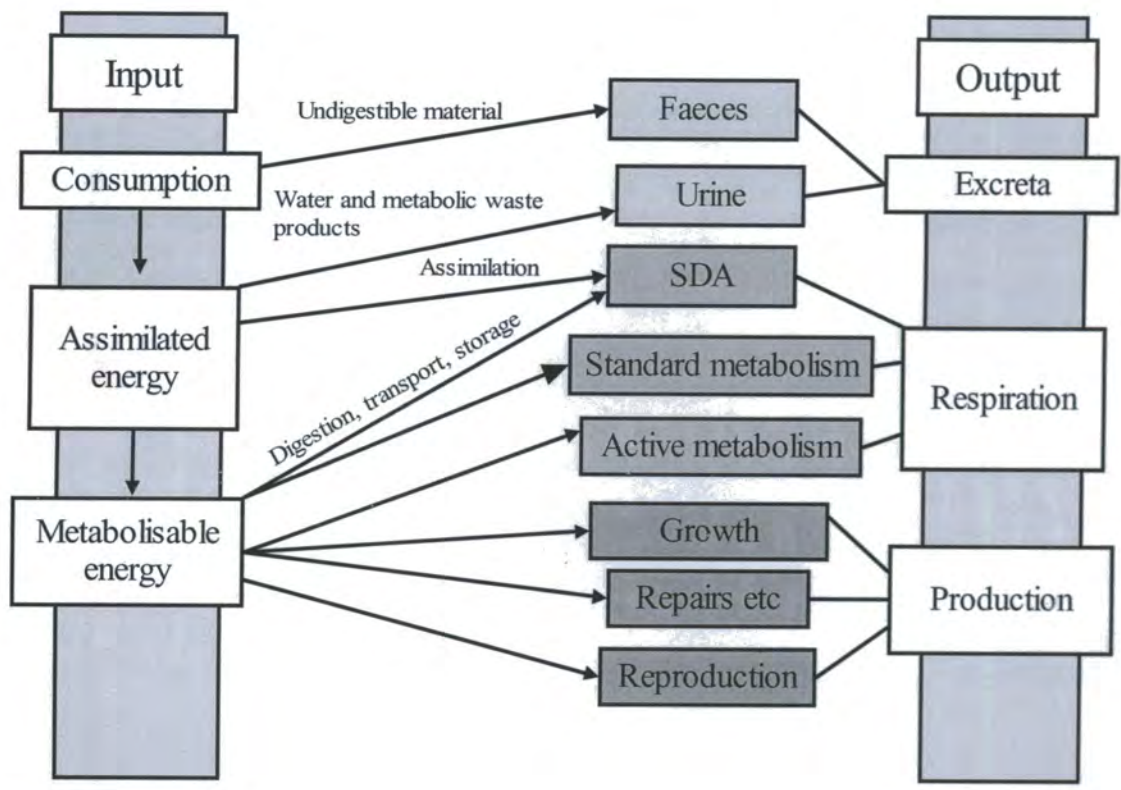 Input
Output
Undigestible material
Faeces
Consumption
Excreta
Water and metabolic waste
products
Urine
Assimilation
SDA
Assimilated
energy
Digestion, transport, storage
Standard metabolism
Respiration
Active metabolism
Metabolisable
energy
Growth
Repairs etc
Production
Reproduction